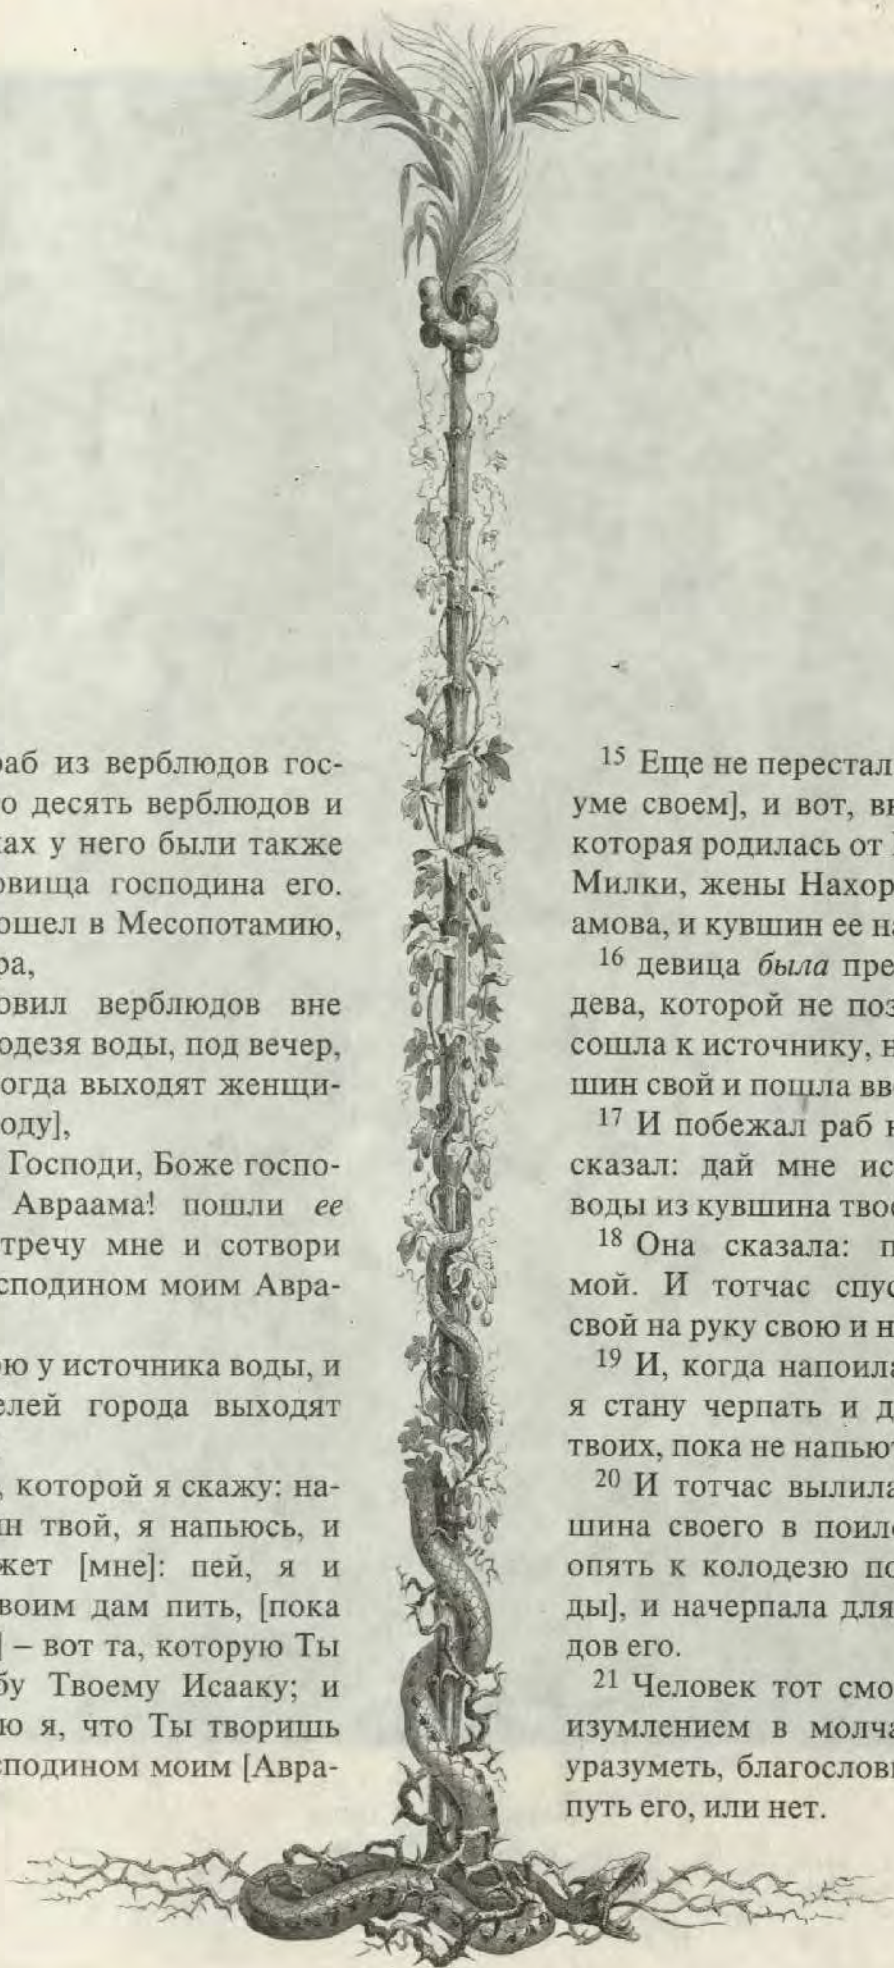 раб из верблюдов гос-
о десять верблюдов и
ах у него были также
овища господина его.
ошел в Месопотамию,
ра,
овил верблюдов вне
одезя воды, под вечер,
огда выходят женщи-
оду],
Господи, Боже госпо-
Авраама! пошли ее
тречу мне и сотвори
сподином моим Авра-
ою у источника воды, и
елей города выходят
, которой я скажу: на-
ин твой, я напьюсь, и
жет [мне]: пей, я и
воим дам пить, [пока
] – вот та, которую Ты
бу Твоему Исааку; и
ю я, что Ты творишь
сподином моим [Авра-
15 Еще не перестал
уме своем], и вот, вы
которая родилась от
Милки, жены Нахор
амова, и кувшин ее на
16 девица была пре
дева, которой не поз
сошла к источнику, н
шин свой и пошла вве
17 И побежал раб н
сказал: дай мне ис
воды из кувшина твое
18 Она сказала: п
мой. И тотчас спус
свой на руку свою и н
19 И, когда напоила
я стану черпать и д
твоих, пока не напьют
20 И тотчас вылила
шина своего в поило
опять к колодезю по
ды], и начерпала для
дов его.
21 Человек тот смо
изумлением в молча
уразуметь, благослови
путь его, или нет.